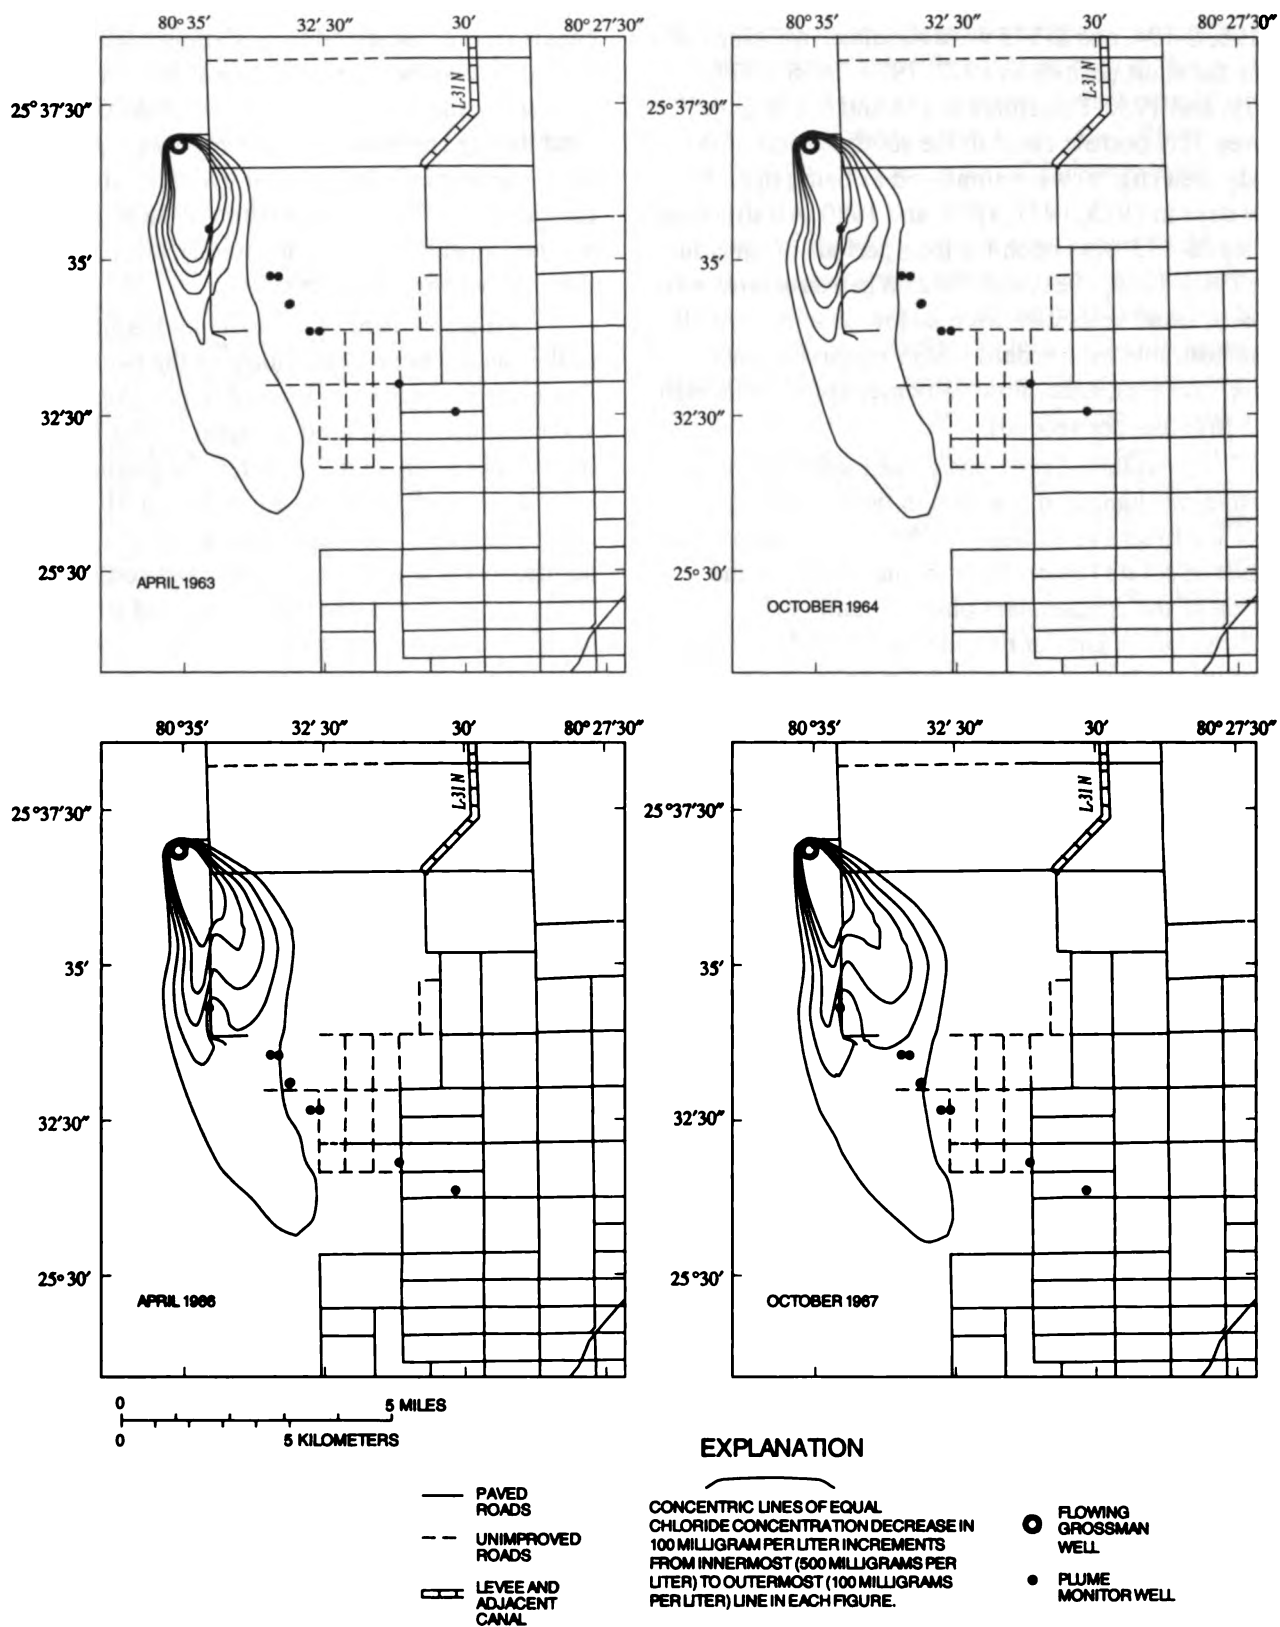 80°35′ 32′ 30″ 30′ 80°27′30″
25°37′30″
35′
32′30″
25°30′
L-31 N
APRIL 1963
80°35′ 32′ 30″ 30′ 80°27′30″
25°37′30″
35′
32′30″
25°30′
L-31 N
OCTOBER 1964
80°35′ 32′ 30″ 30′ 80°27′30″
25°37′30″
35′
32′30″
25°30′
L-31 N
APRIL 1966
80°35′ 32′ 30″ 30′ 80°27′30″
25°37′30″
35′
32′30″
25°30′
L-31 N
OCTOBER 1967
0 5 MILES
0 5 KILOMETERS
EXPLANATION
PAVED
ROADS
UNIMPROVED
ROADS
LEVEE AND
ADJACENT
CANAL
CONCENTRIC LINES OF EQUAL
CHLORIDE CONCENTRATION DECREASE IN
100 MILLIGRAM PER LITER INCREMENTS
FROM INNERMOST (500 MILLIGRAMS PER
LITER) TO OUTERMOST (100 MILLIGRAMS
PER LITER) LINE IN EACH FIGURE.
FLOWING
GROSSMAN
WELL
PLUME
MONITOR WELL